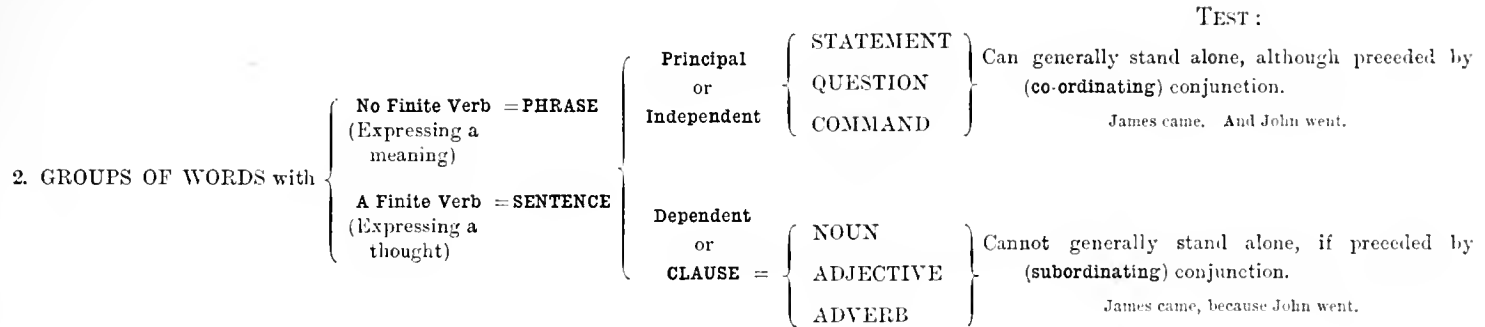 TEST :
2. GROUPS OF WORDS with
No Finite Verb = PHRASE
(Expressing a
meaning)
A Finite Verb = SENTENCE
(Expressing a
thought)
Principal
or
Independent
STATEMENT
QUESTION
COMMAND
Can generally stand alone, although preceded by
(co-ordinating) conjunction.
James came. And John went.
Dependent
or
CLAUSE =
NOUN
ADJECTIVE
ADVERB
Cannot generally stand alone, if preceded by
(subordinating) conjunction.
James came, because John went.